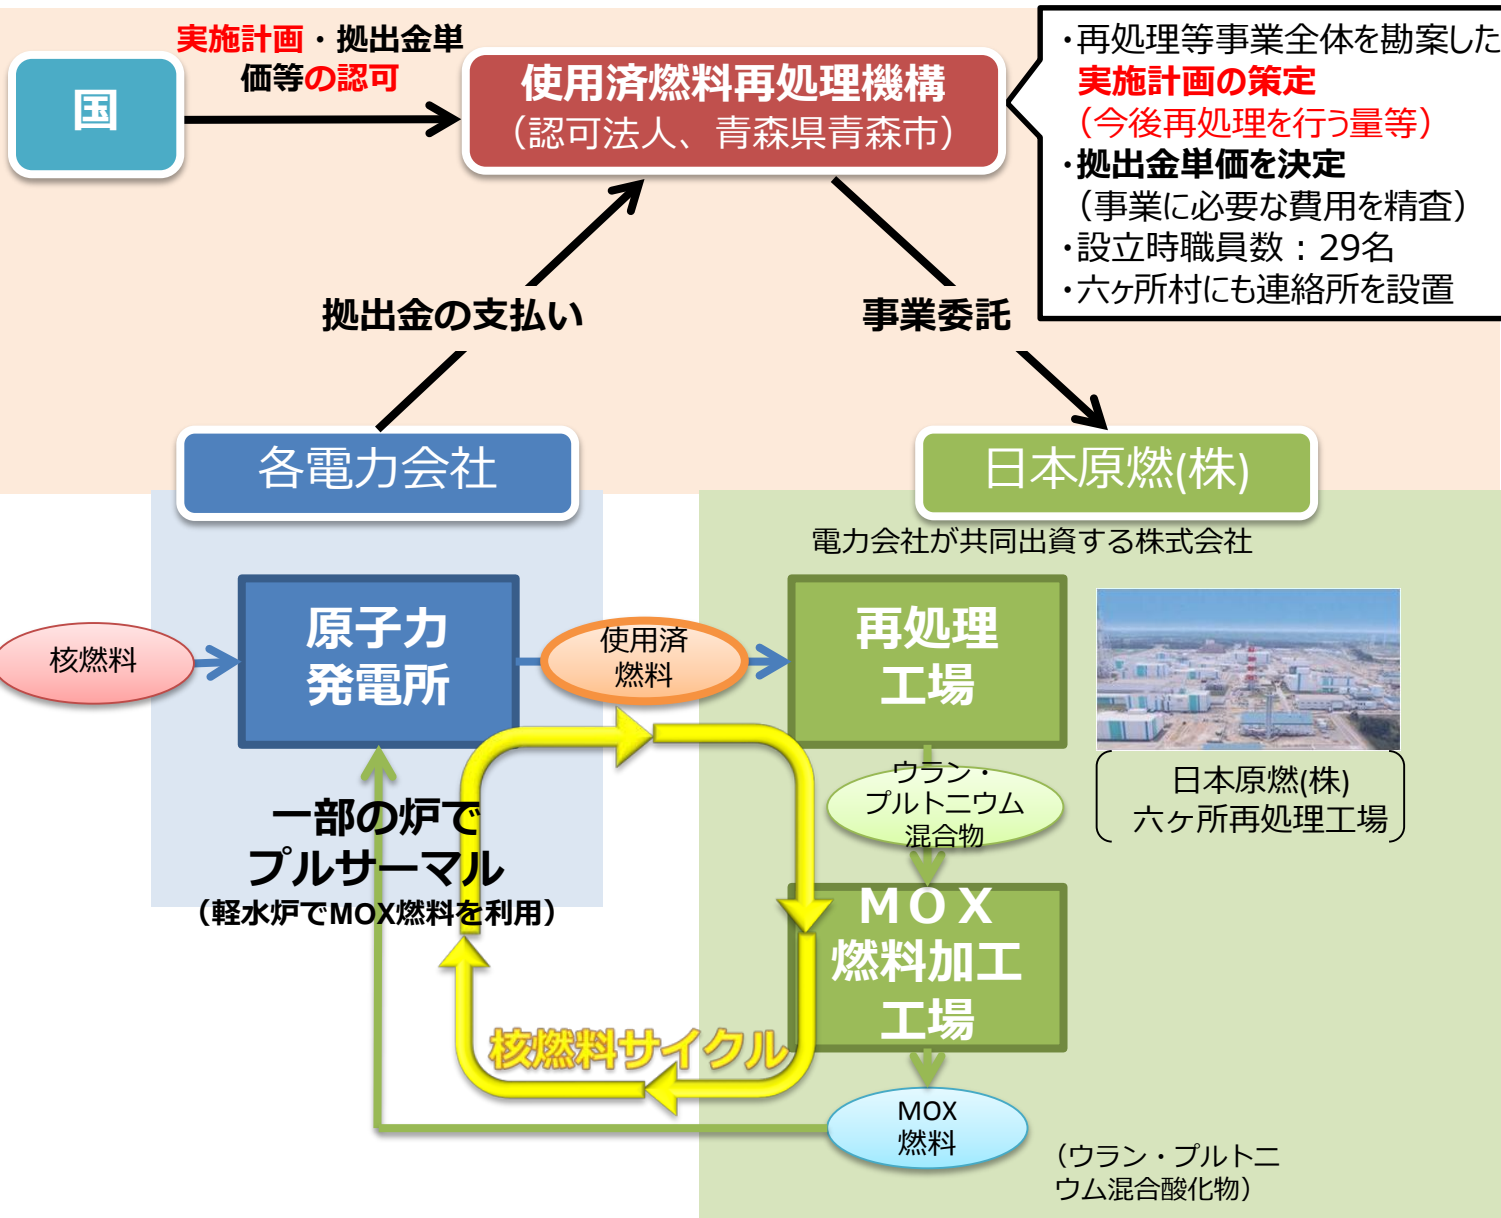 実施計画・拠出金単
価等の認可
国
使用済燃料再処理機構
（認可法人、青森県青森市）
・再処理等事業全体を勘案した
実施計画の策定
（今後再処理を行う量等）
・拠出金単価を決定
（事業に必要な費用を精査）
・設立時職員数：29名
・六ヶ所村にも連絡所を設置
拠出金の支払い
事業委託
各電力会社
日本原燃(株)
電力会社が共同出資する株式会社
核燃料
原子力
発電所
使用済
燃料
再処理
工場
ウラン・
プルトニウム
混合物
日本原燃(株)
六ヶ所再処理工場
一部の炉で
プルサーマル
（軽水炉でMOX燃料を利用）
ＭＯＸ
燃料加工
工場
核燃料サイクル
MOX
燃料
（ウラン・プルトニ
ウム混合酸化物）